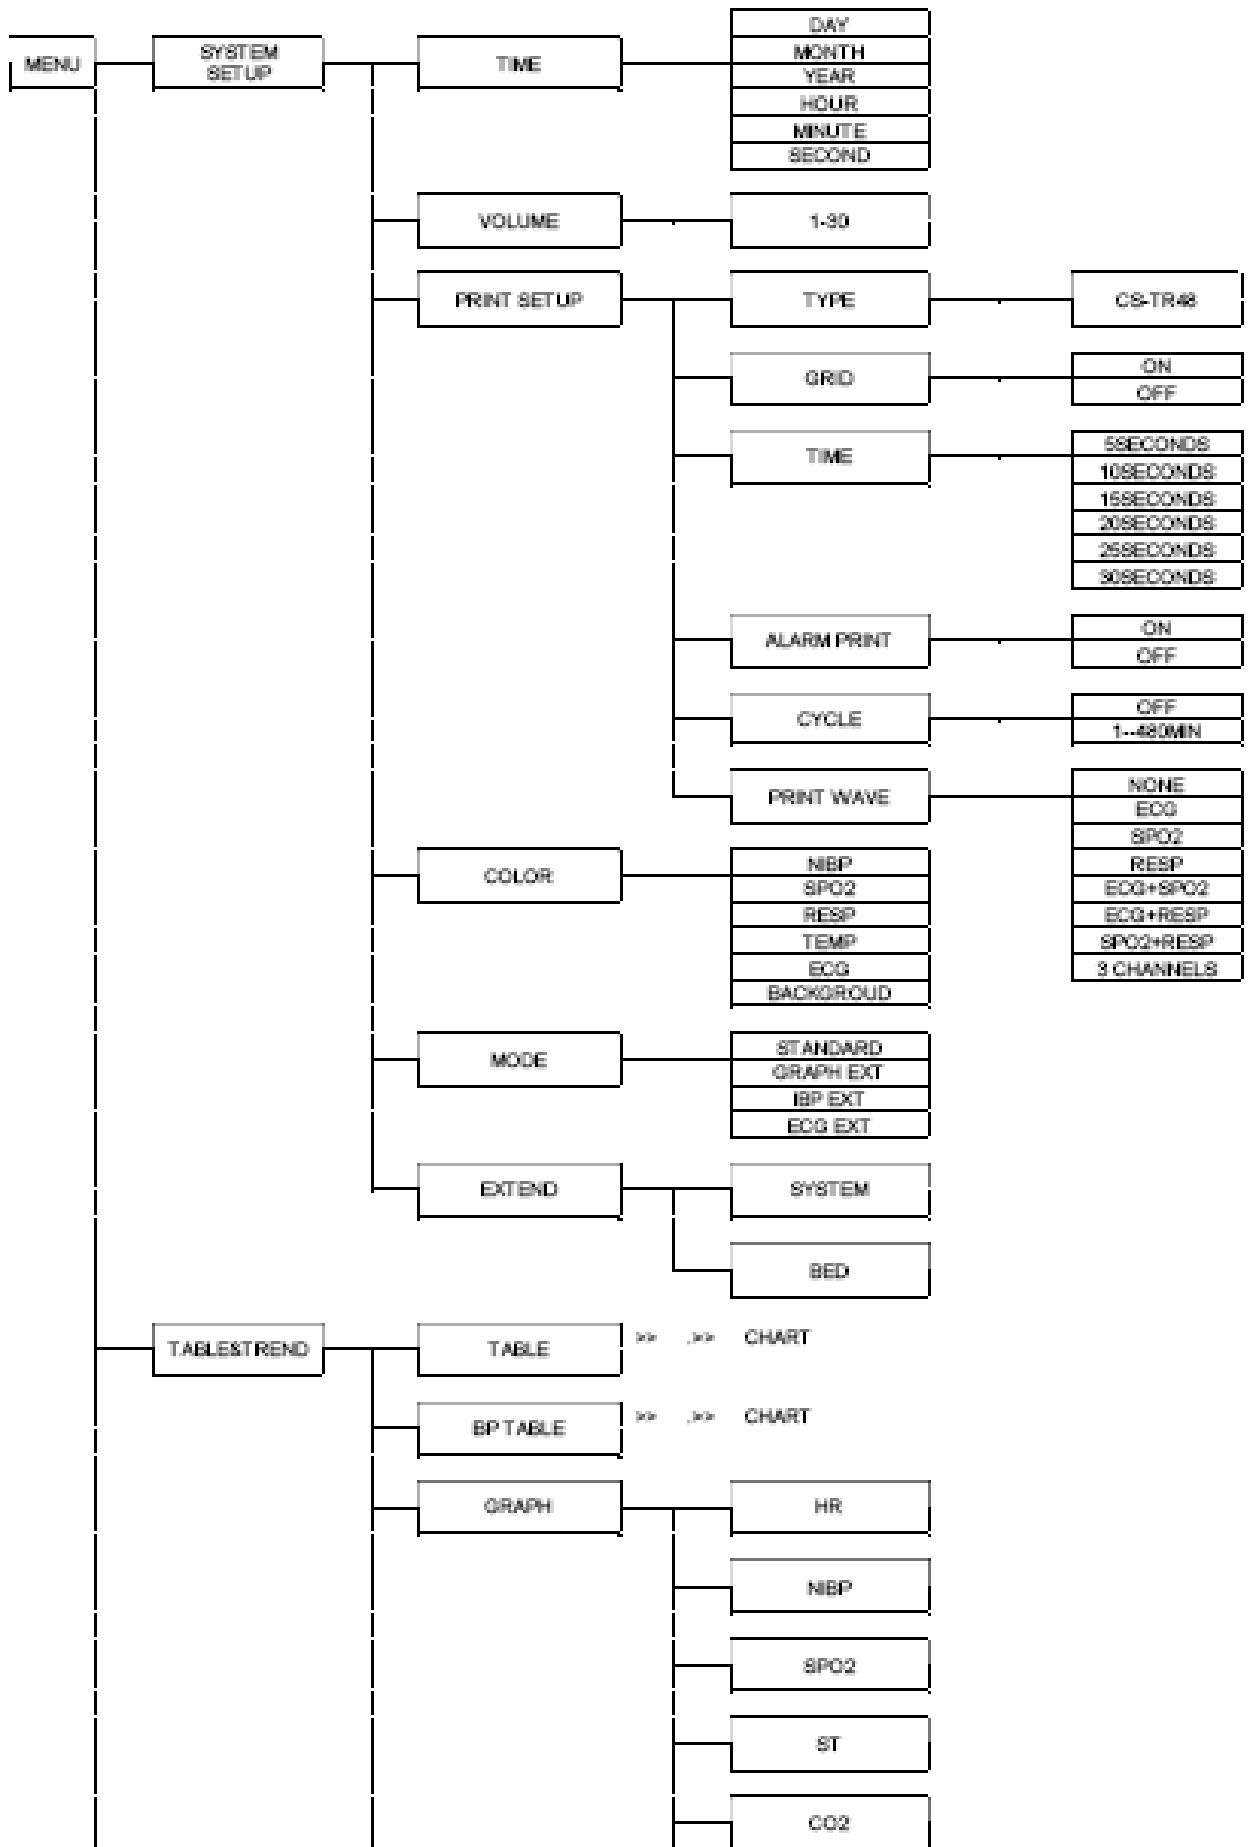 MENU
SYSTEM
SETUP
TIME
DAY
MONTH
YEAR
HOUR
MINUTE
SECOND
VOLUME
1-30
PRINT SETUP
TYPE
CS-TR48
GRID
ON
OFF
TIME
5SECONDS
10SECONDS
15SECONDS
20SECONDS
25SECONDS
30SECONDS
ALARM PRINT
ON
OFF
CYCLE
OFF
1--480MIN
PRINT WAVE
NONE
ECG
SPO2
RESP
ECG+SPO2
ECG+RESP
SPO2+RESP
3 CHANNELS
COLOR
NIBP
SPO2
RESP
TEMP
ECG
BACKGROUD
MODE
STANDARD
GRAPH EXT
IBP EXT
ECG EXT
EXTEND
SYSTEM
BED
TABLE&TREND
TABLE >> .>> CHART
BP TABLE >> .>> CHART
GRAPH
HR
NIBP
SPO2
ST
CO2